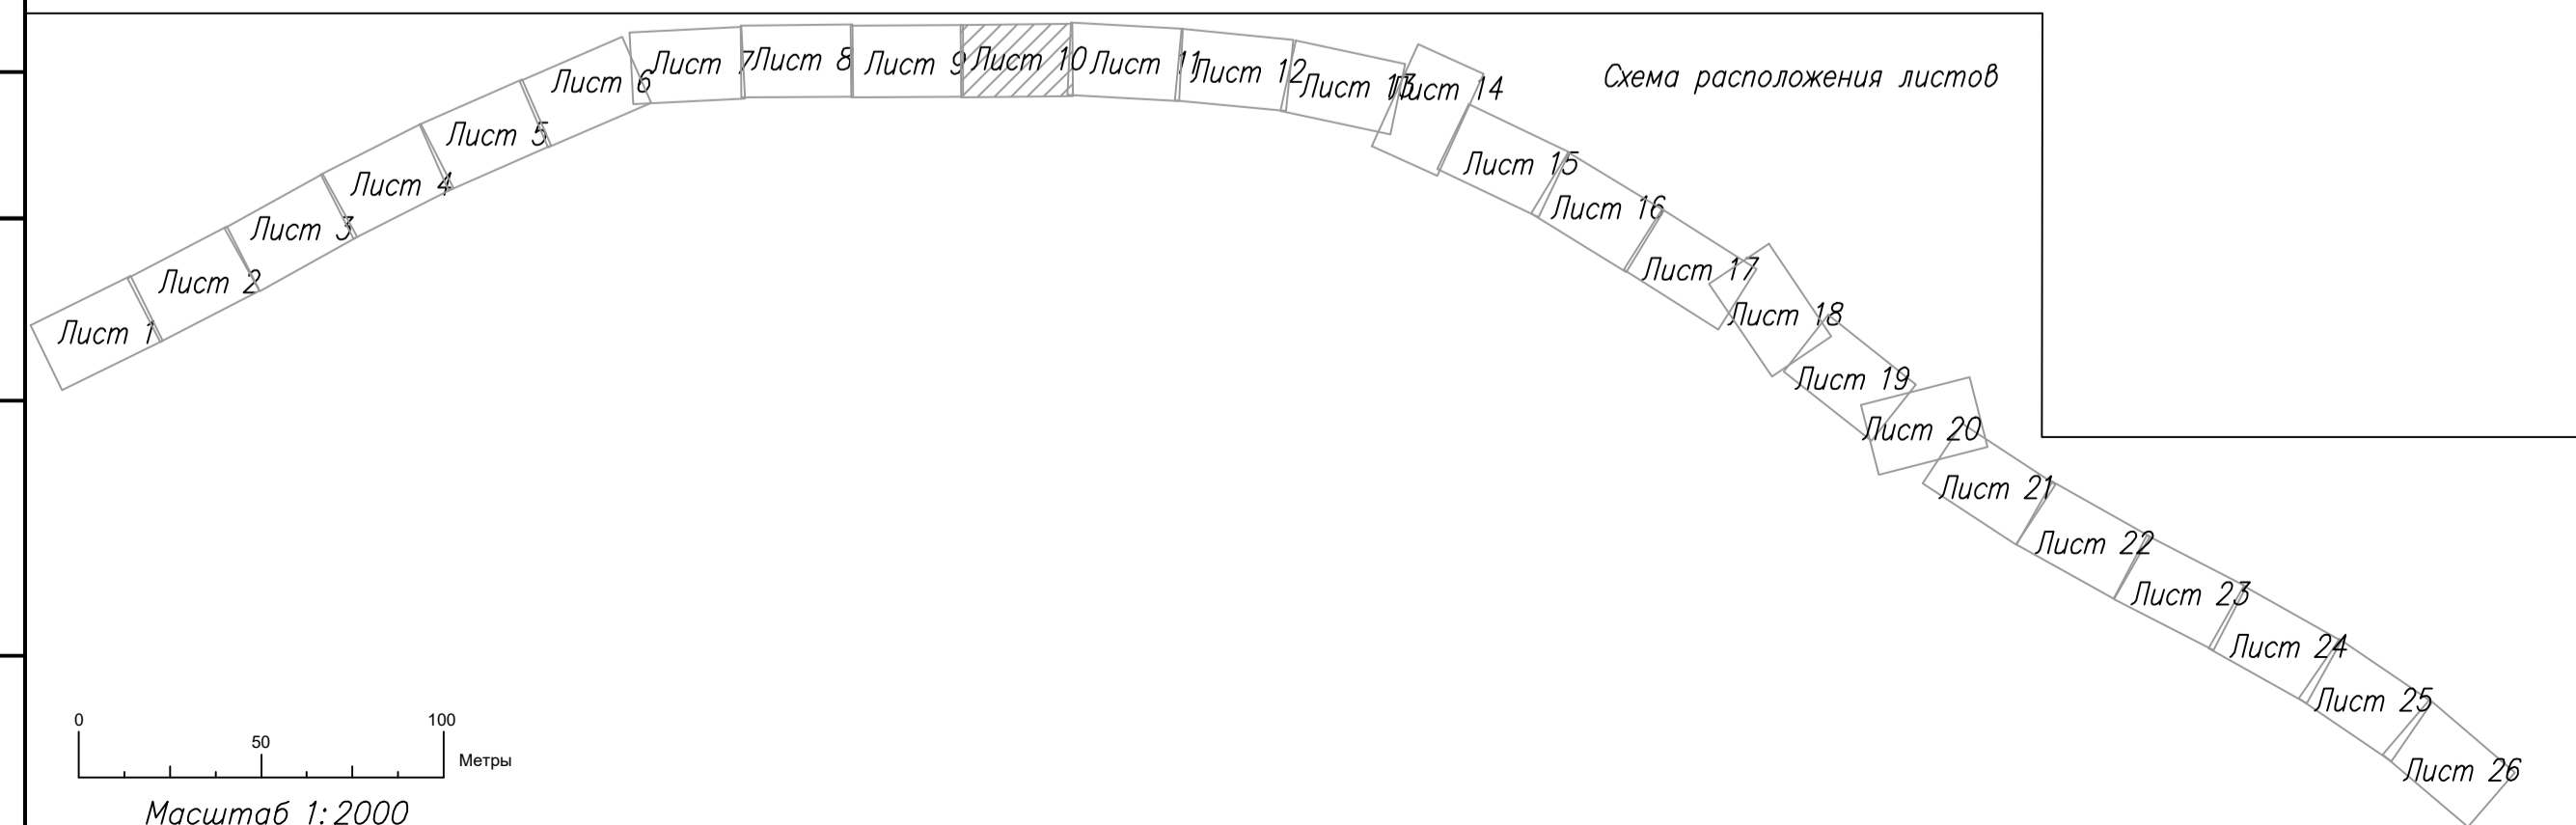 Схема расположения листов
Лист 1
Лист 2
Лист 3
Лист 4
Лист 5
Лист 6
Лист 7
Лист 8
Лист 9
Лист 10
Лист 11
Лист 12
Лист 13
Лист 14
Лист 15
Лист 16
Лист 17
Лист 18
Лист 19
Лист 20
Лист 21
Лист 22
Лист 23
Лист 24
Лист 25
Лист 26
0 50 100
Метры
Масштаб 1:2000